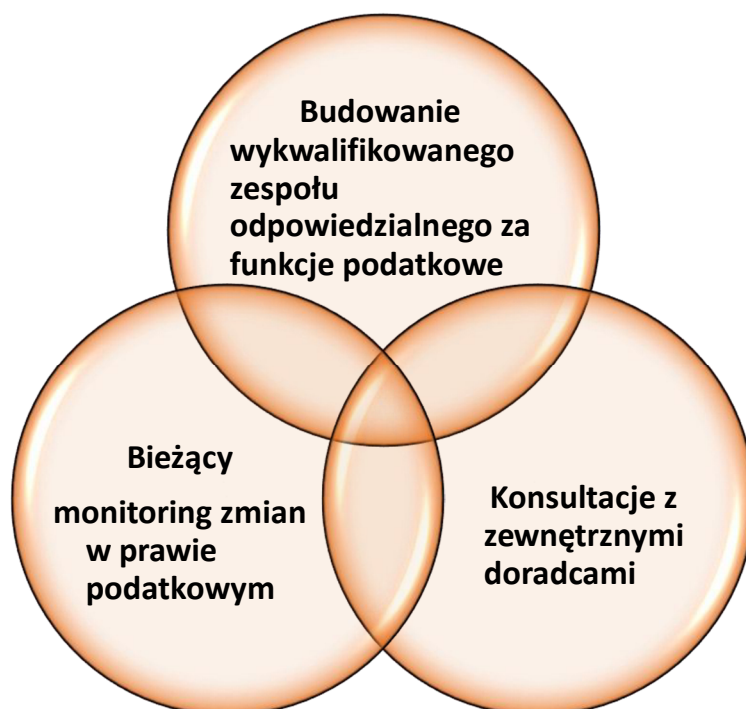 Budowanie
wykwalifikowanego
zespołu
odpowiedzialnego za
funkcje podatkowe
Bieżący
monitoring zmian
w prawie
podatkowym
Konsultacje z
zewnętrznymi
doradcami